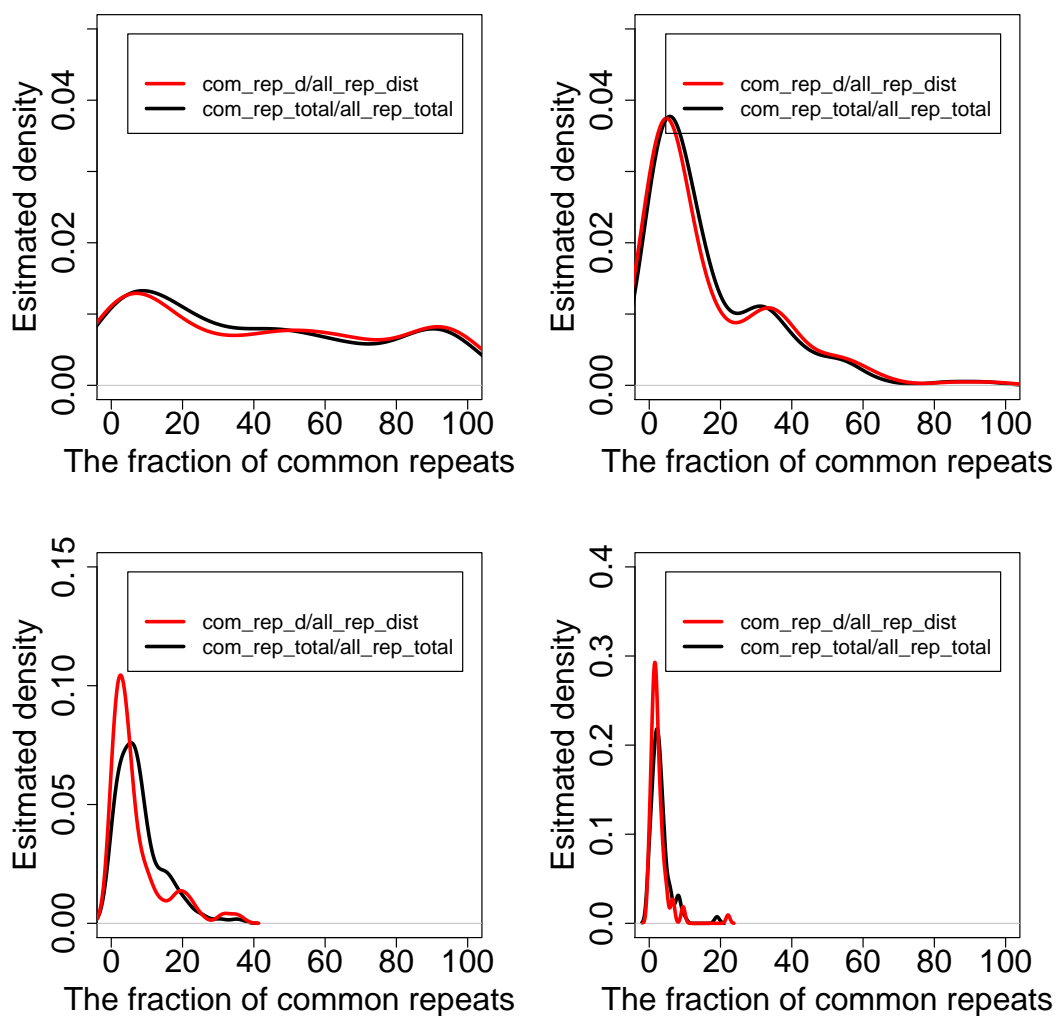 com_rep_d/all_rep_dist
com_rep_total/all_rep_total
Esitmated density
0.00
0.02
0.04
0 20 40 60 80 100
The fraction of common repeats
com_rep_d/all_rep_dist
com_rep_total/all_rep_total
Esitmated density
0.00
0.02
0.04
0 20 40 60 80 100
The fraction of common repeats
com_rep_d/all_rep_dist
com_rep_total/all_rep_total
Esitmated density
0.00
0.05
0.10
0.15
0 20 40 60 80 100
The fraction of common repeats
com_rep_d/all_rep_dist
com_rep_total/all_rep_total
Esitmated density
0.0
0.1
0.2
0.3
0.4
0 20 40 60 80 100
The fraction of common repeats